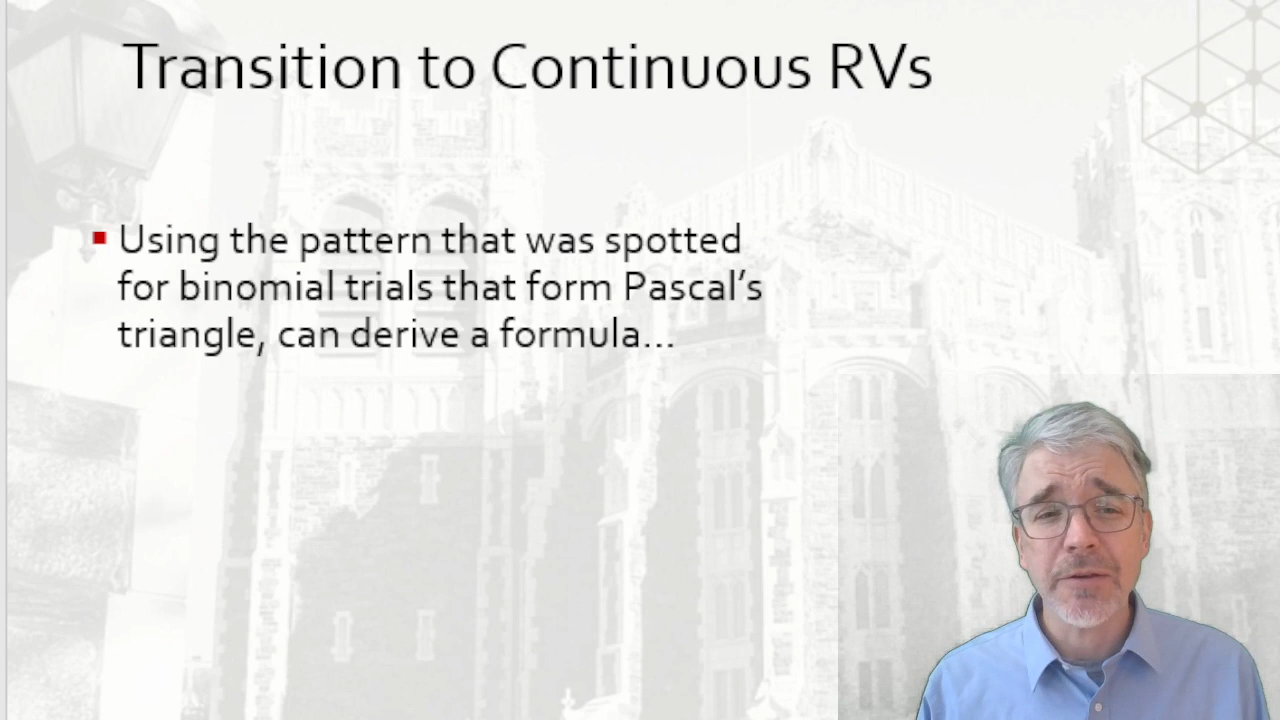 Transition to Continuous RVs
Using the pattern that was spotted
for binomial trials that form Pascal’s
triangle, can derive a formula…